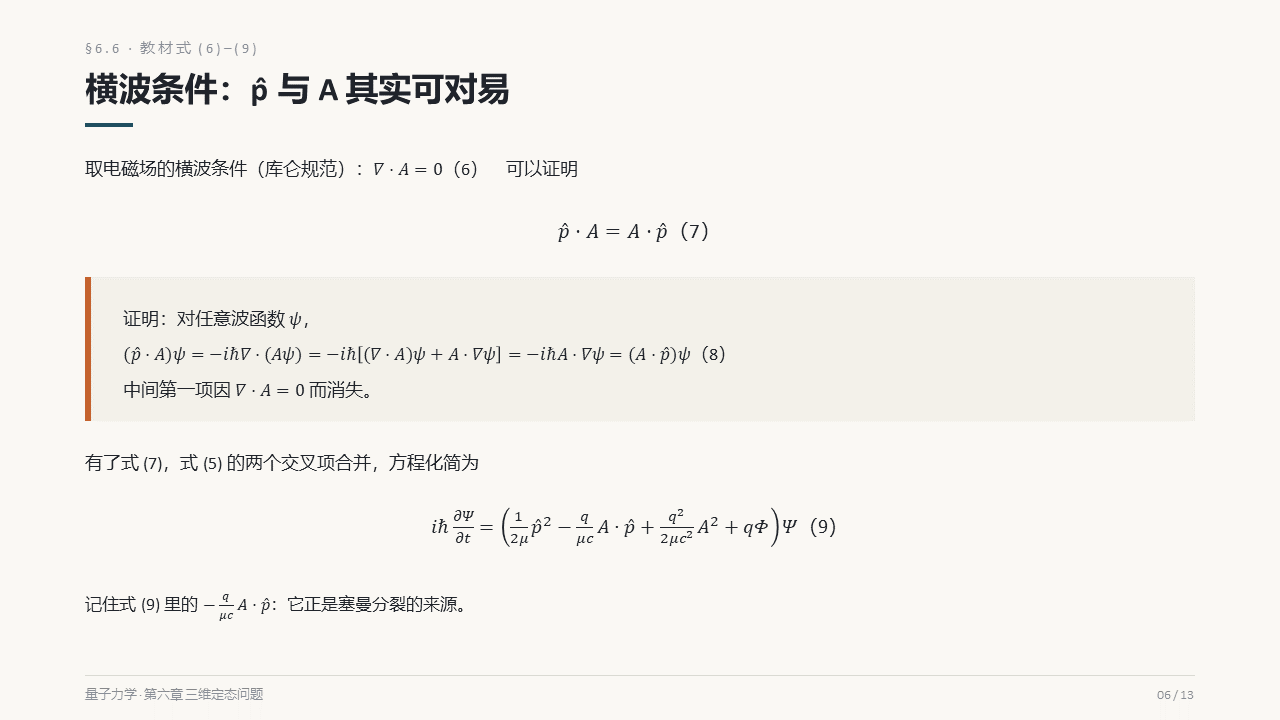 §6.6 · 教材式 (6)–(9)
横波条件：p̂ 与 A 其实可对易
取电磁场的横波条件（库仑规范）：∇ · A = 0（6） 可以证明
p̂ · A = A · p̂（7）
证明：对任意波函数 ψ，
(p̂ · A)ψ = −iħ∇ · (Aψ) = −iħ[(∇ · A)ψ + A · ∇ψ] = −iħA · ∇ψ = (A · p̂)ψ（8）
中间第一项因 ∇ · A = 0 而消失。
有了式 (7)，式 (5) 的两个交叉项合并，方程化简为
iħ ∂Ψ/∂t = (1/2μ p̂² − q/μc A · p̂ + q²/2μc² A² + qΦ)Ψ（9）
记住式 (9) 里的 − q/μc A · p̂：它正是塞曼分裂的来源。
量子力学 · 第六章 三维定态问题
06 / 13